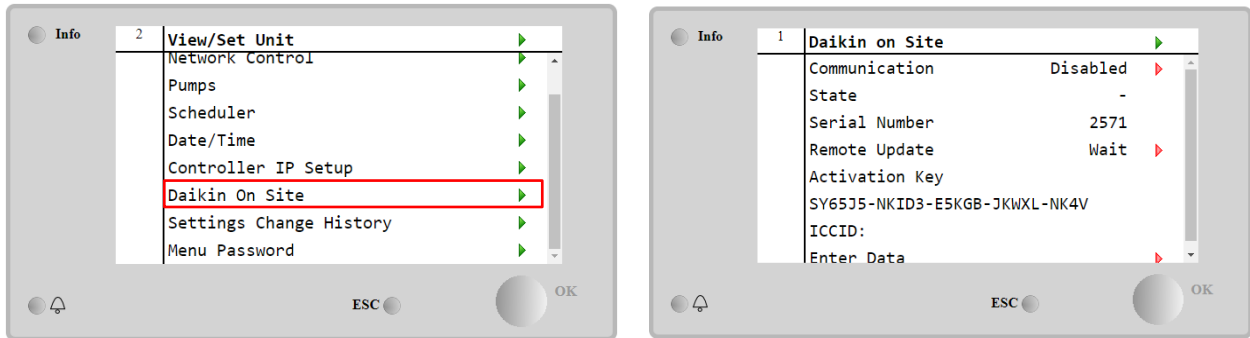 Info
2 View/Set Unit
Network Control
Pumps
Scheduler
Date/Time
Controller IP Setup
Daikin On Site
Settings Change History
Menu Password
ESC
OK
Info
1 Daikin on Site
Communication Disabled
State -
Serial Number 2571
Remote Update Wait
Activation Key
SY65J5-NKID3-E5KGB-JKWXL-NK4V
ICCID:
Enter Data
ESC
OK